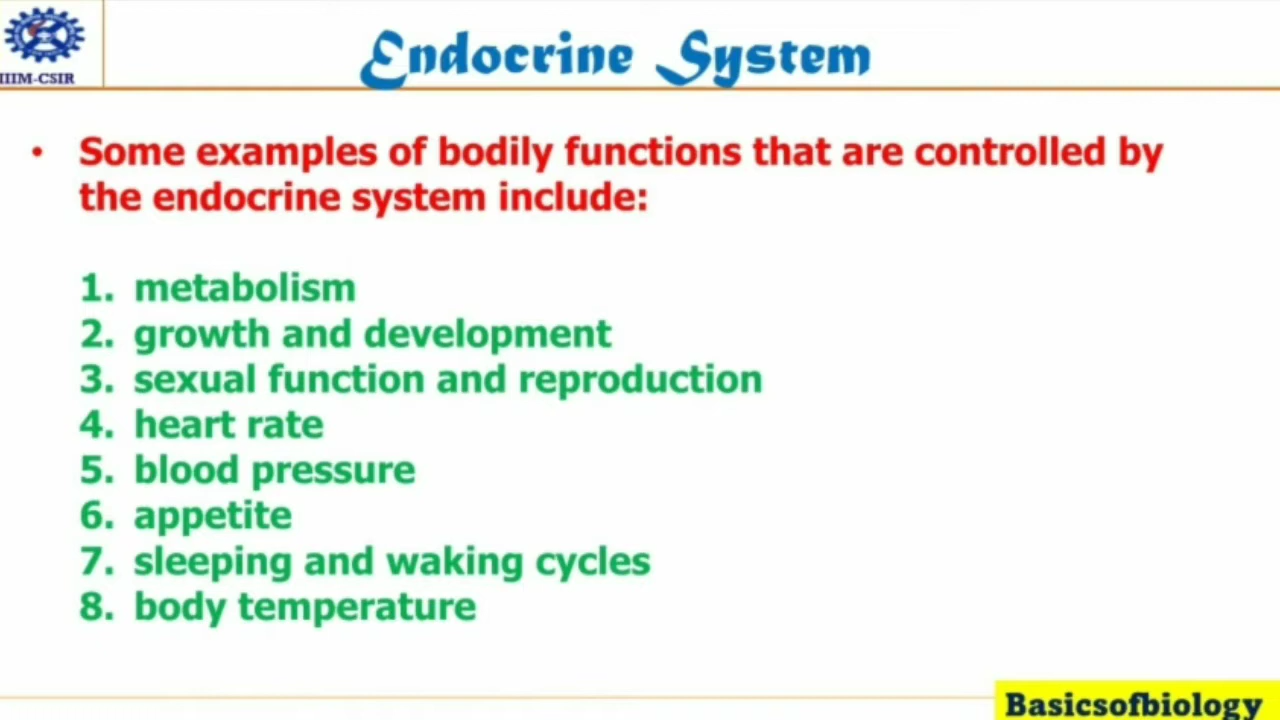 IIIM-CSIR
Endocrine System
• Some examples of bodily functions that are controlled by
the endocrine system include:
1. metabolism
2. growth and development
3. sexual function and reproduction
4. heart rate
5. blood pressure
6. appetite
7. sleeping and waking cycles
8. body temperature
Basicsofbiology